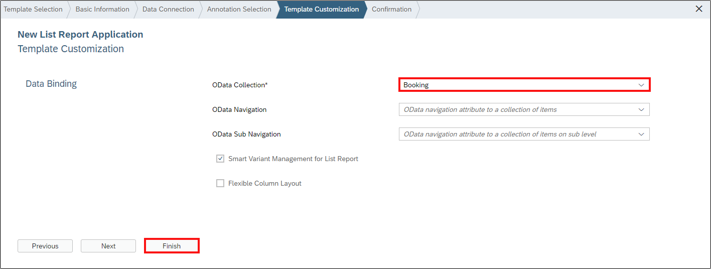 Template Selection
Basic Information
Data Connection
Annotation Selection
Template Customization
Confirmation
New List Report Application
Template Customization
Data Binding
OData Collection*
Booking
OData Navigation
OData navigation attribute to a collection of items
OData Sub Navigation
OData navigation attribute to a collection of items on sub level
Smart Variant Management for List Report
Flexible Column Layout
Previous
Next
Finish